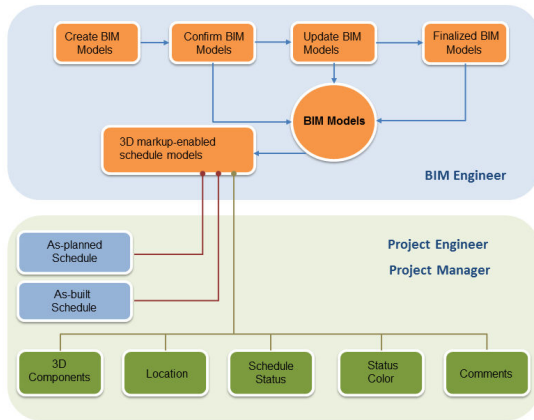 Create BIM
Models
Confirm BIM
Models
Update BIM
Models
Finalized BIM
Models
BIM Models
3D markup-enabled
schedule models
BIM Engineer
As-planned
Schedule
Project Engineer
Project Manager
As-built
Schedule
3D
Components
Location
Schedule
Status
Status
Color
Comments